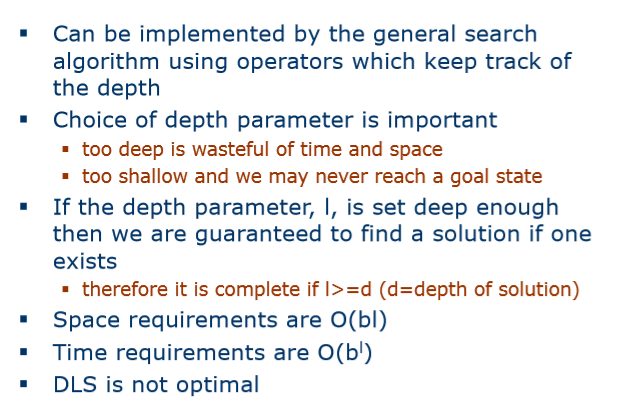 ▪ Can be implemented by the general search
algorithm using operators which keep track of
the depth
▪ Choice of depth parameter is important
▪ too deep is wasteful of time and space
▪ too shallow and we may never reach a goal state
▪ If the depth parameter, l, is set deep enough
then we are guaranteed to find a solution if one
exists
▪ therefore it is complete if l>=d (d=depth of solution)
▪ Space requirements are O(bl)
▪ Time requirements are O(bˡ)
▪ DLS is not optimal